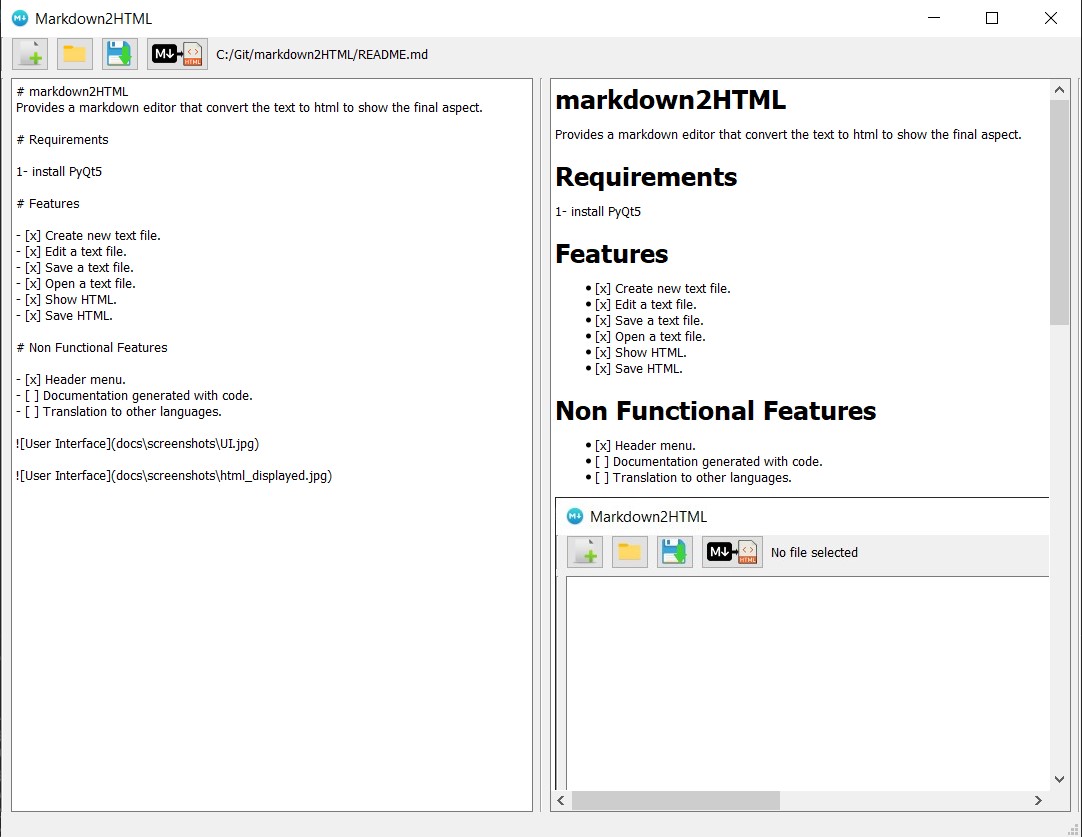 Markdown2HTML
M↓ HTML C:/Git/markdown2HTML/README.md
# markdown2HTML
Provides a markdown editor that convert the text to html to show the final aspect.
# Requirements
1- install PyQt5
# Features
- [x] Create new text file.
- [x] Edit a text file.
- [x] Save a text file.
- [x] Open a text file.
- [x] Show HTML.
- [x] Save HTML.
# Non Functional Features
- [x] Header menu.
- [ ] Documentation generated with code.
- [ ] Translation to other languages.
![User Interface](docs\screenshots\UI.jpg)
![User Interface](docs\screenshots\html_displayed.jpg)
markdown2HTML
Provides a markdown editor that convert the text to html to show the final aspect.
Requirements
1- install PyQt5
Features
• [x] Create new text file.
• [x] Edit a text file.
• [x] Save a text file.
• [x] Open a text file.
• [x] Show HTML.
• [x] Save HTML.
Non Functional Features
• [x] Header menu.
• [ ] Documentation generated with code.
• [ ] Translation to other languages.
Markdown2HTML
M↓ HTML No file selected